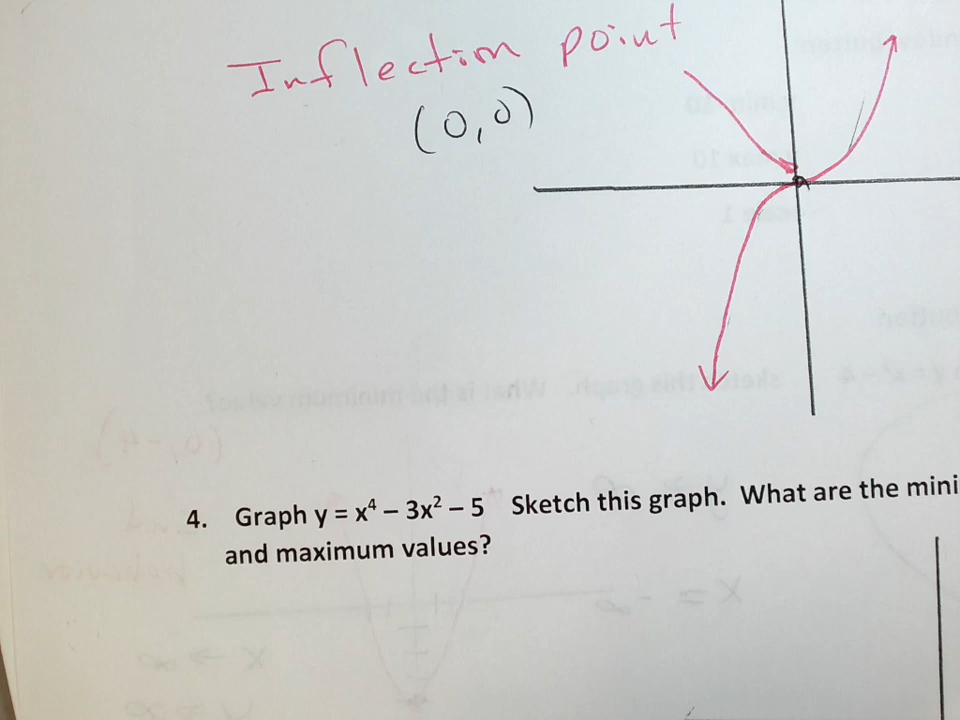 Inflection point
(0,0)
4. Graph y = x⁴ – 3x² – 5 Sketch this graph. What are the mini
and maximum values?